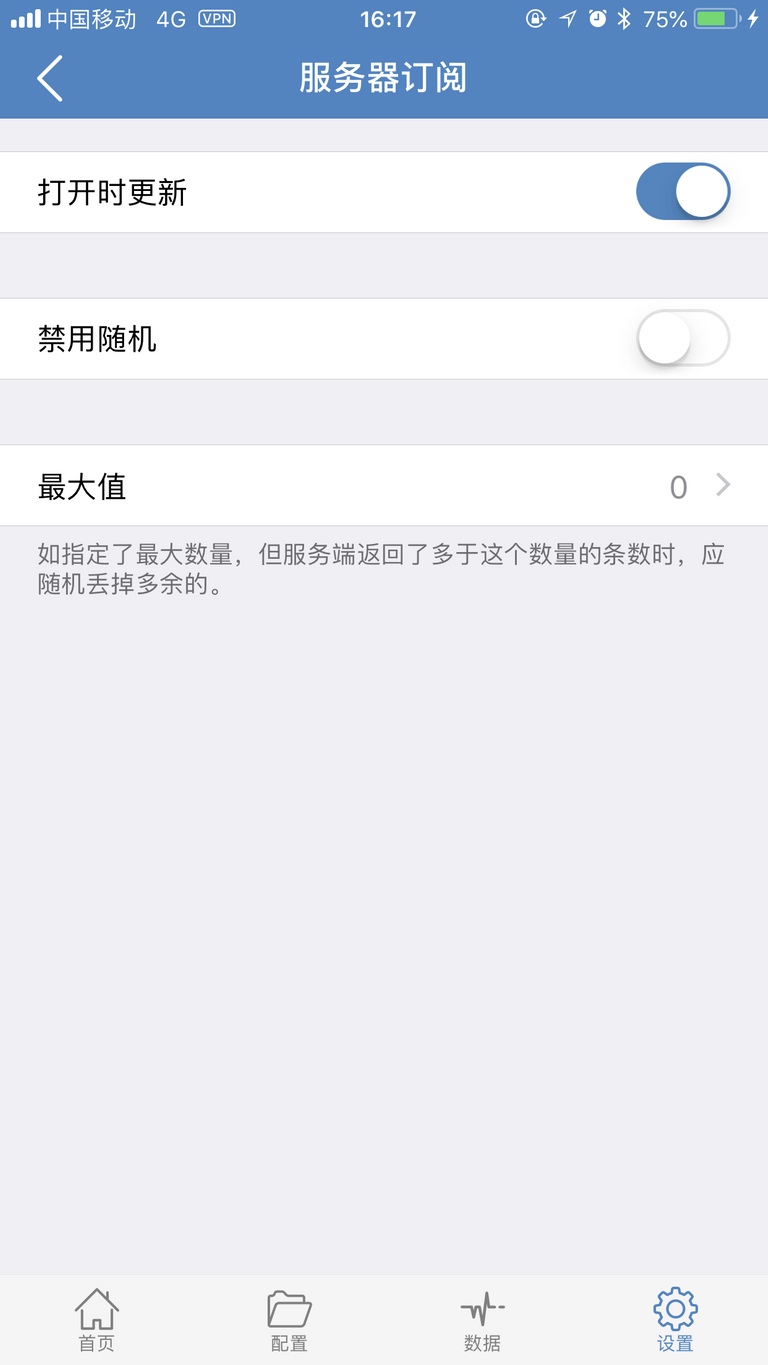 中国移动 4G VPN 16:17 75%
服务器订阅
打开时更新
禁用随机
最大值 0
如指定了最大数量，但服务端返回了多于这个数量的条数时，应
随机丢掉多余的。
首页 配置 数据 设置